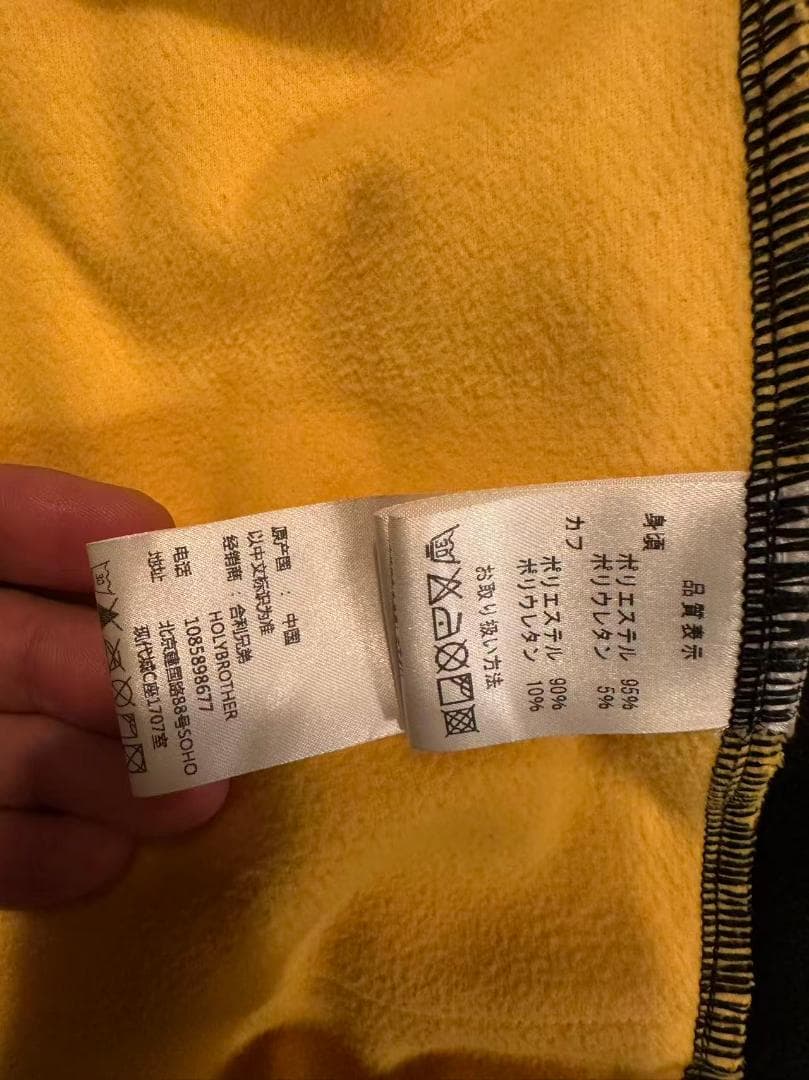 品質表示
身頃
ポリエステル 95%
ポリウレタン 5%
カフ
ポリエステル 90%
ポリウレタン 10%
お取り扱い方法
30
原产国 : 中国
以中文标识为准
经销商 : 合利兄弟
HOLYBROTHER
电话 1085898677
地址 北京建国路88号SOHO
现代城C座1707室
30